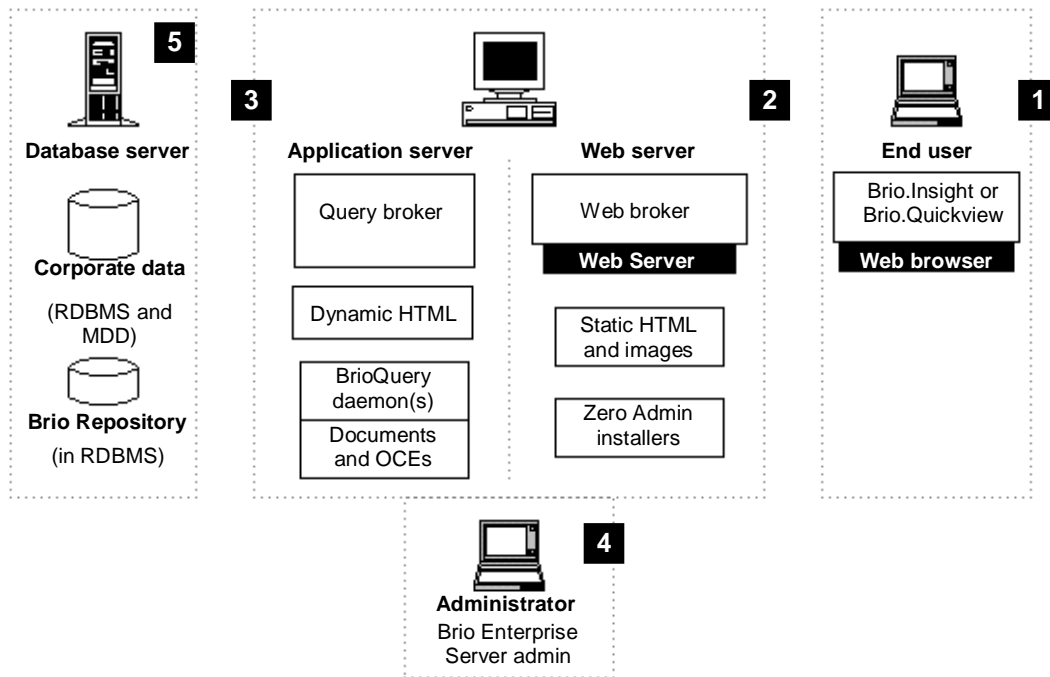 5
Database server
Corporate data
(RDBMS and
MDD)
Brio Repository
(in RDBMS)
3
2
Application server
Query broker
Dynamic HTML
BrioQuery
daemon(s)
Documents
and OCEs
Web server
Web broker
Web Server
Static HTML
and images
Zero Admin
installers
1
End user
Brio.Insight or
Brio.Quickview
Web browser
4
Administrator
Brio Enterprise
Server admin